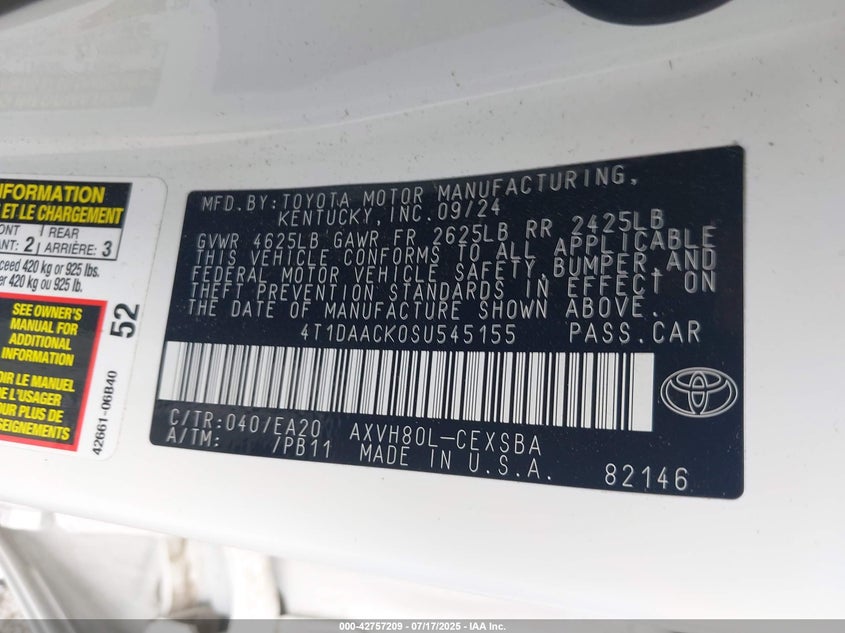 NFORMATION
ET LE CHARGEMENT
ONT 1 REAR
ANT: 2 ARRIÈRE: 3
ceed 420 kg or 925 lbs.
er 420 kg ou 925 lb.
SEE OWNER'S
MANUAL FOR
ADDITIONAL
INFORMATION
OIR LE MANUEL
DE L'USAGER
OUR PLUS DE
SEIGNEMENTS
52
42661-06B40
MFD.BY: TOYOTA MOTOR MANUFACTURING,
KENTUCKY, INC. 09/24
GVWR 4625LB GAWR FR 2625LB RR 2425LB
THIS VEHICLE CONFORMS TO ALL APPLICABLE
FEDERAL MOTOR VEHICLE SAFETY, BUMPER, AND
THEFT PREVENTION STANDARDS IN EFFECT ON
THE DATE OF MANUFACTURE SHOWN ABOVE.
4T1DAACK0SU545155 PASS.CAR
C/TR: 040/EA20 AXVH80L-CEXSBA
A/TM: /PB11 MADE IN U.S.A.
82146
000-42757209 - 07/17/2025 - IAA Inc.